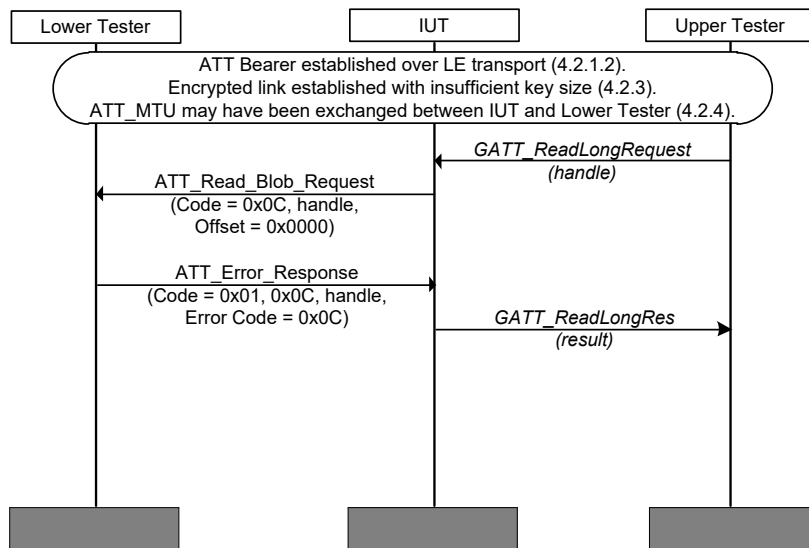 Lower Tester
IUT
Upper Tester
ATT Bearer established over LE transport (4.2.1.2).
Encrypted link established with insufficient key size (4.2.3).
ATT_MTU may have been exchanged between IUT and Lower Tester (4.2.4).
GATT_ReadLongRequest
(handle)
ATT_Read_Blob_Request
(Code = 0x0C, handle,
Offset = 0x0000)
ATT_Error_Response
(Code = 0x01, 0x0C, handle,
Error Code = 0x0C)
GATT_ReadLongRes
(result)